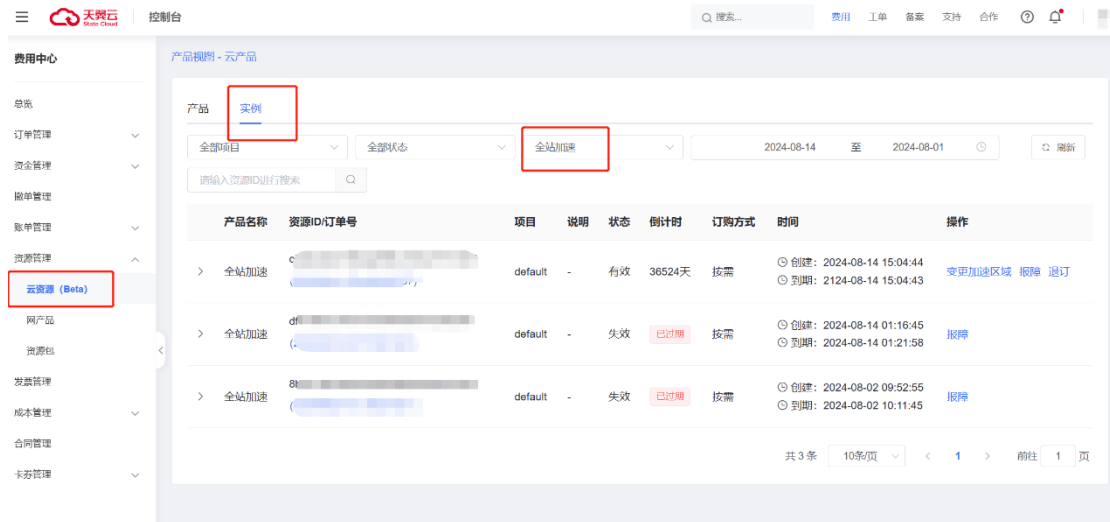 天翼云 State Cloud 控制台 搜索... 费用 工单 备案 支持 合作
费用中心
总览
订单管理
资金管理
撤单管理
账单管理
资源管理
云资源（Beta）
网产品
资源包
发票管理
成本管理
合同管理
卡券管理
产品视图 - 云产品
产品 实例
全部项目 全部状态 全站加速 2024-08-14 至 2024-08-01 刷新
请输入资源ID进行搜索
产品名称 资源ID/订单号 项目 说明 状态 倒计时 订购方式 时间 操作
全站加速 default - 有效 36524天 按需 创建：2024-08-14 15:04:44 变更加速区域 报障 退订
到期：2124-08-14 15:04:43
全站加速 default - 失效 已过期 按需 创建：2024-08-14 01:16:45 报障
到期：2024-08-14 01:21:58
全站加速 default - 失效 已过期 按需 创建：2024-08-02 09:52:55 报障
到期：2024-08-02 10:11:45
共 3 条 10条/页 1 前往 1 页